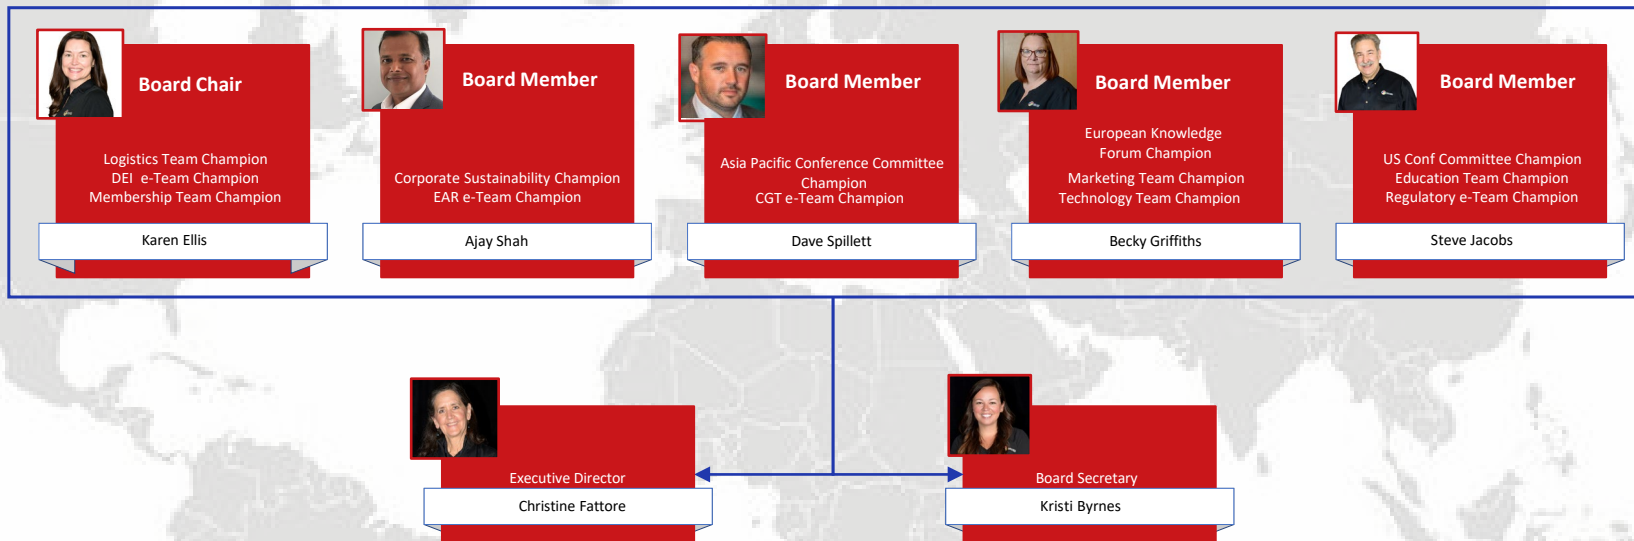 Board Chair
Logistics Team Champion
DEI e-Team Champion
Membership Team Champion
Karen Ellis
Board Member
Corporate Sustainability Champion
EAR e-Team Champion
Ajay Shah
Board Member
Asia Pacific Conference Committee
Champion
CGT e-Team Champion
Dave Spillett
Board Member
European Knowledge
Forum Champion
Marketing Team Champion
Technology Team Champion
Becky Griffiths
Board Member
US Conf Committee Champion
Education Team Champion
Regulatory e-Team Champion
Steve Jacobs
Executive Director
Christine Fattore
Board Secretary
Kristi Byrnes